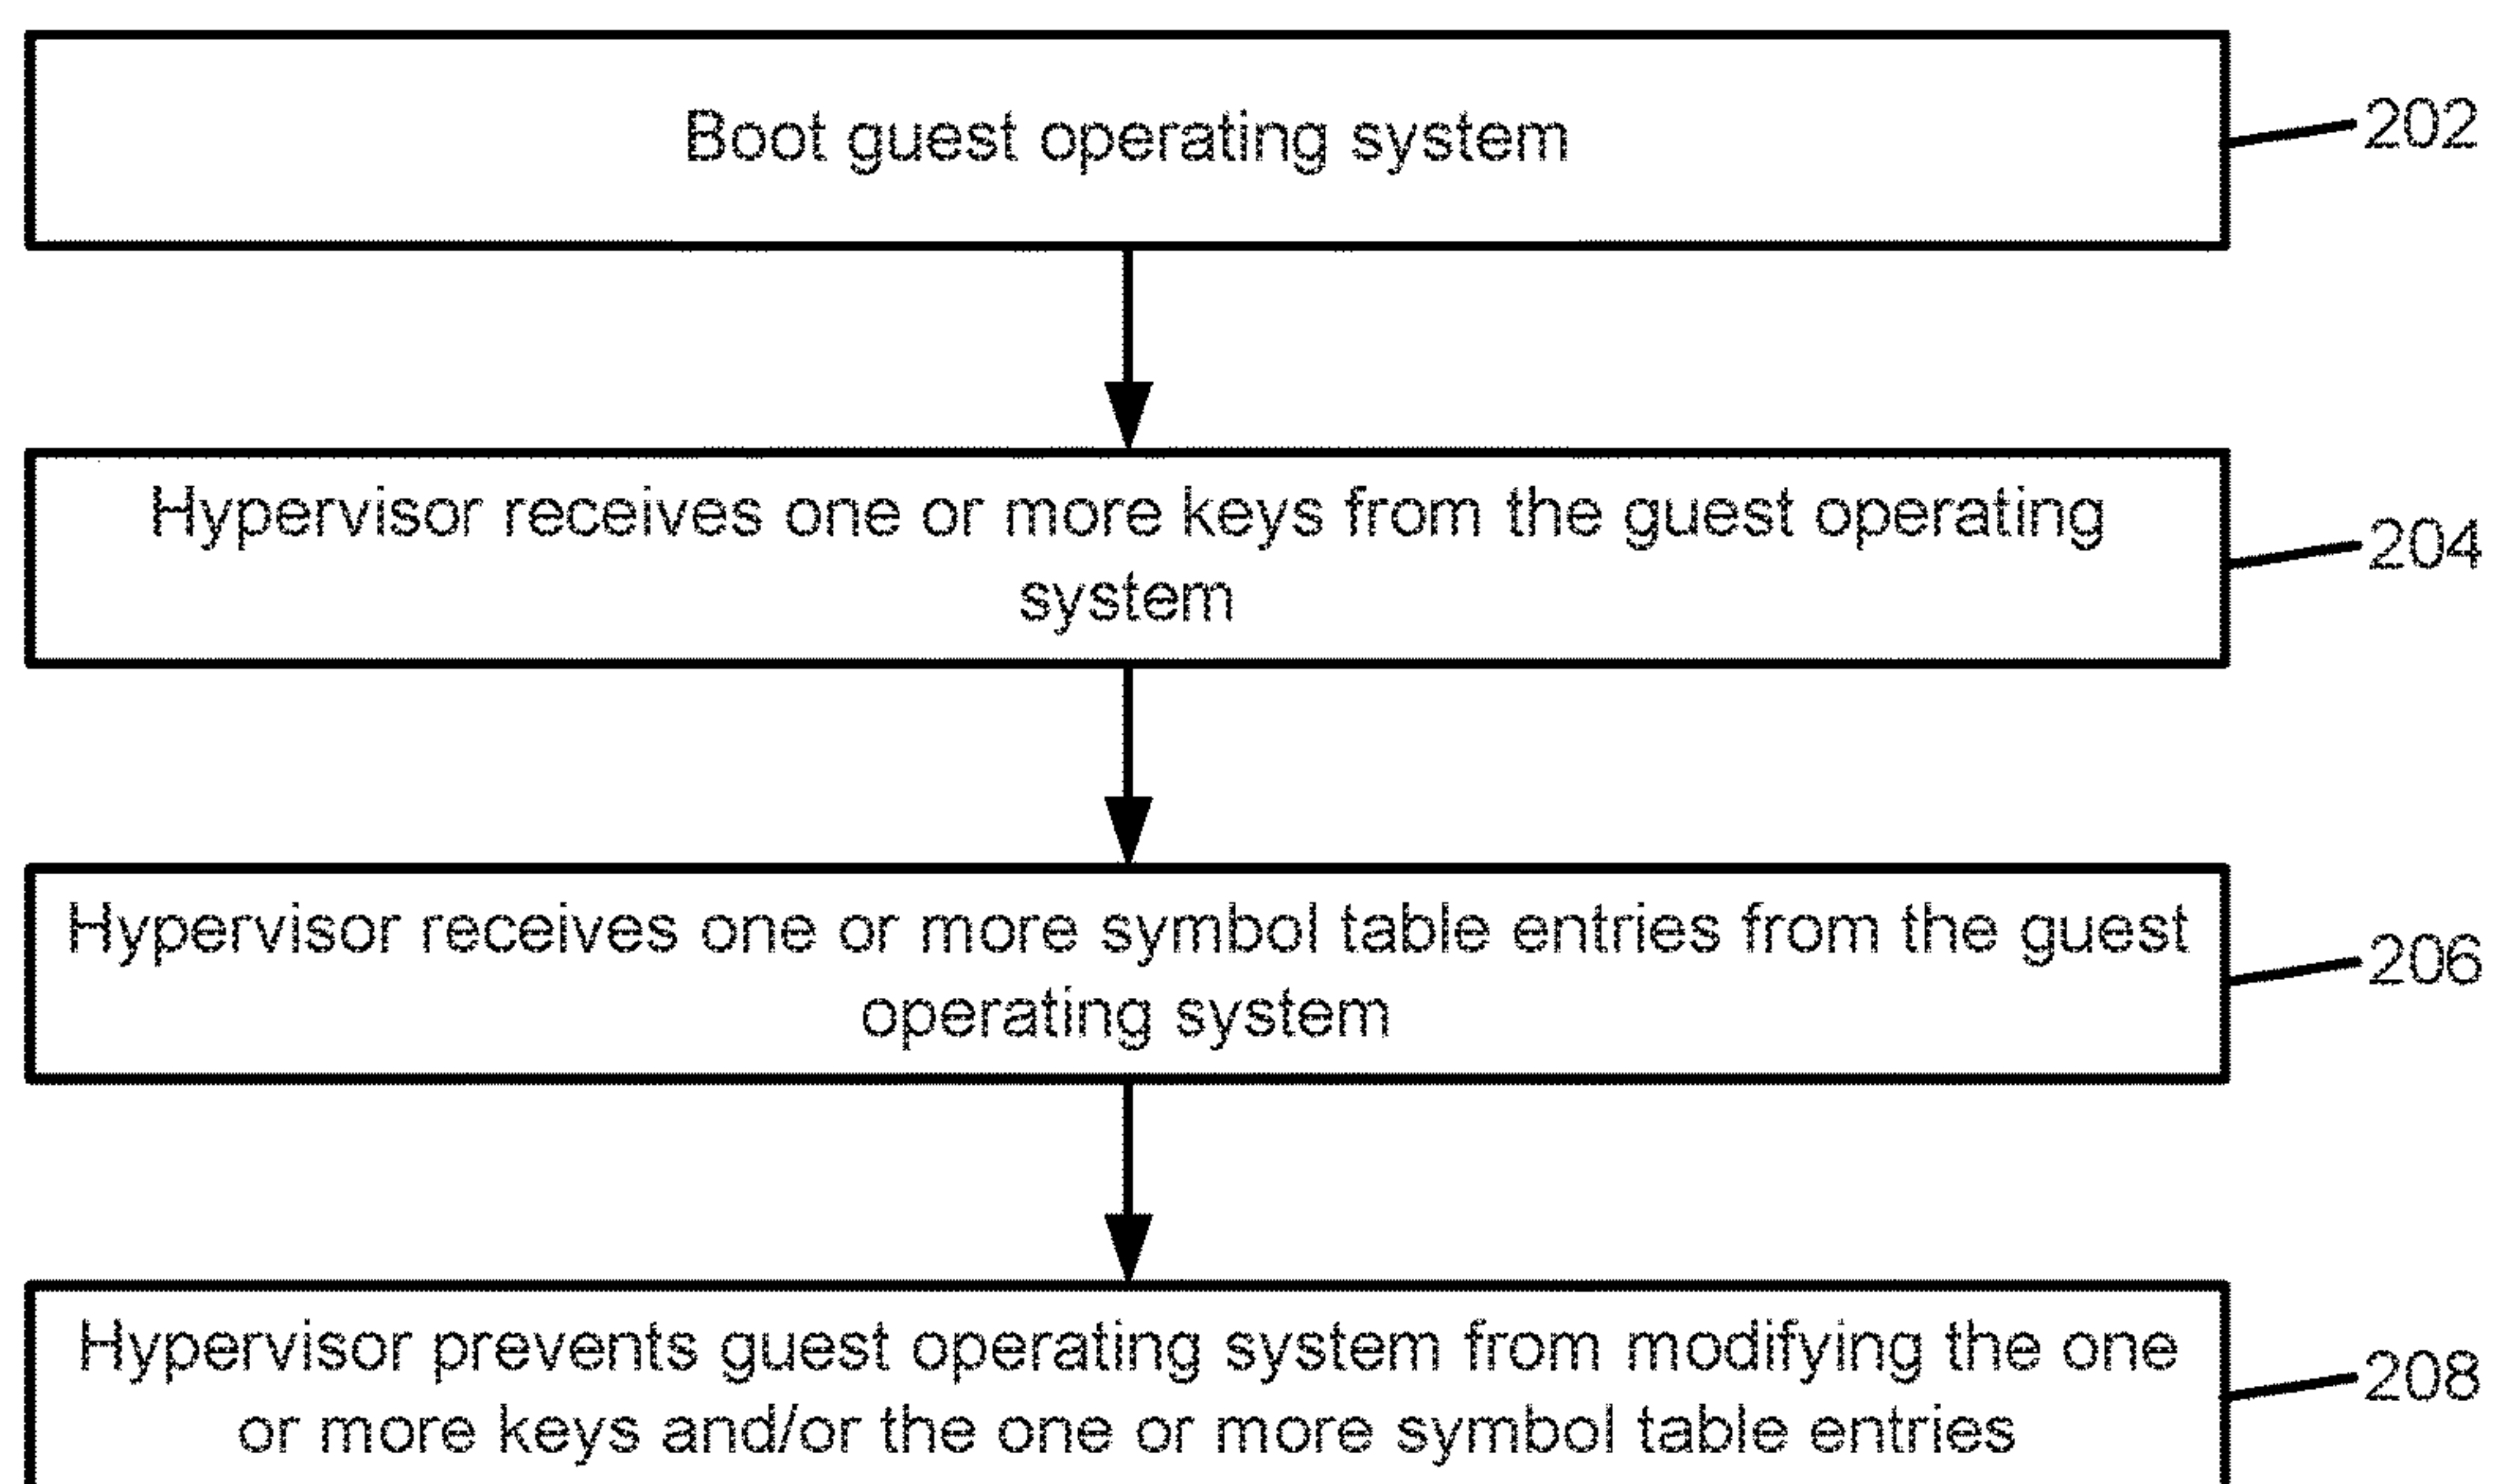 Boot guest operating system
202
Hypervisor receives one or more keys from the guest operating
system
204
Hypervisor receives one or more symbol table entries from the guest
operating system
206
Hypervisor prevents guest operating system from modifying the one
or more keys and/or the one or more symbol table entries
208